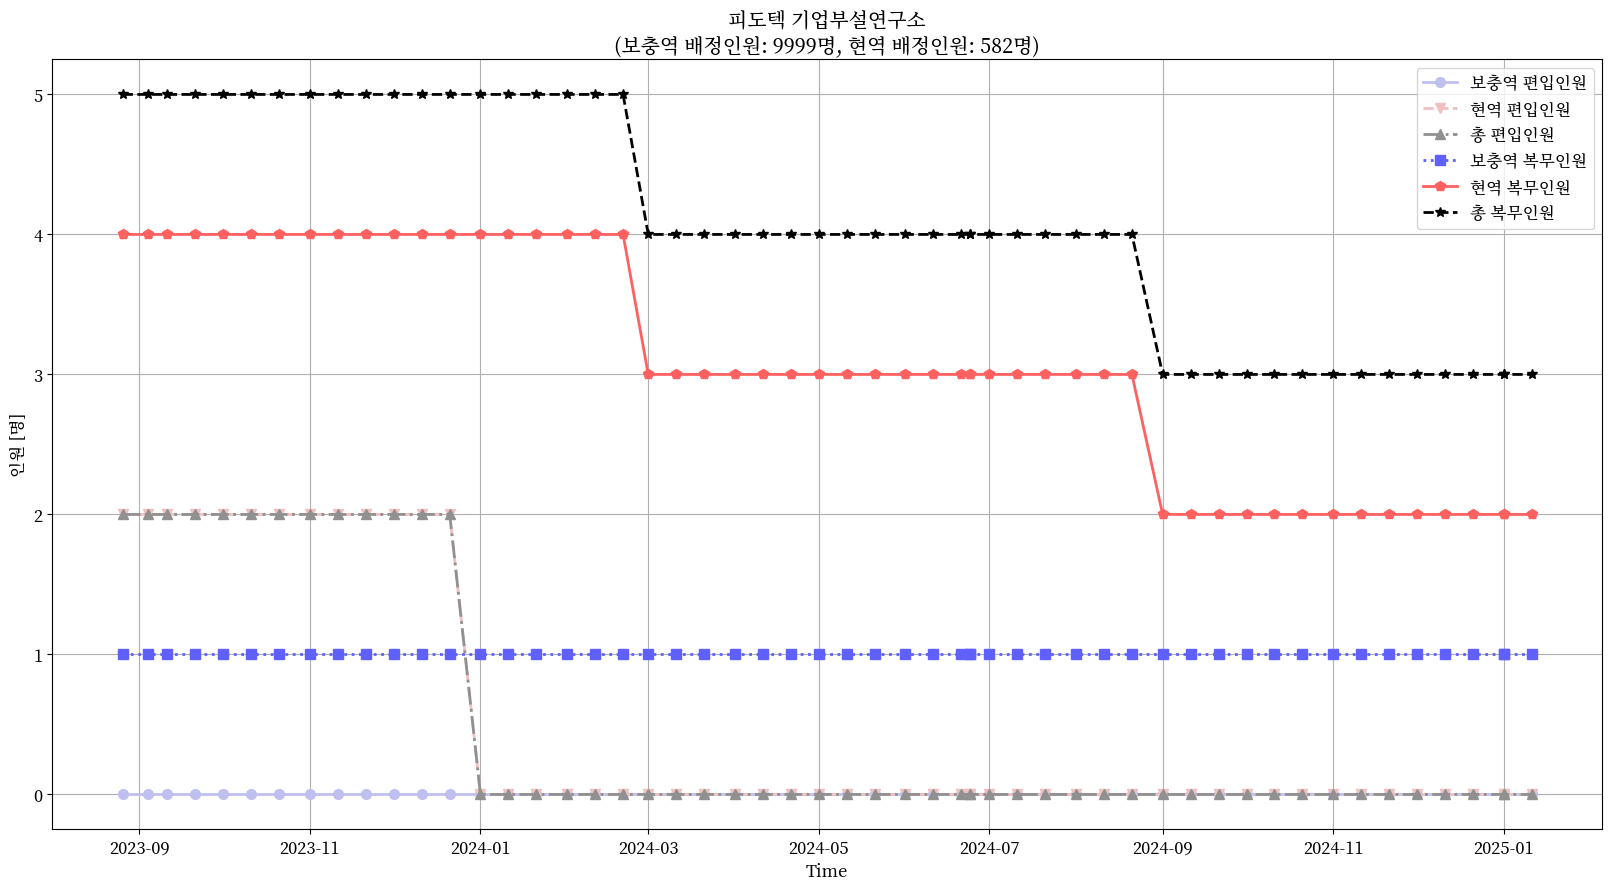 피도텍 기업부설연구소
(보충역 배정인원: 9999명, 현역 배정인원: 582명)
보충역 편입인원
현역 편입인원
총 편입인원
보충역 복무인원
현역 복무인원
총 복무인원
인원 [명]
5
4
3
2
1
0
2023-09 2023-11 2024-01 2024-03 2024-05 2024-07 2024-09 2024-11 2025-01
Time